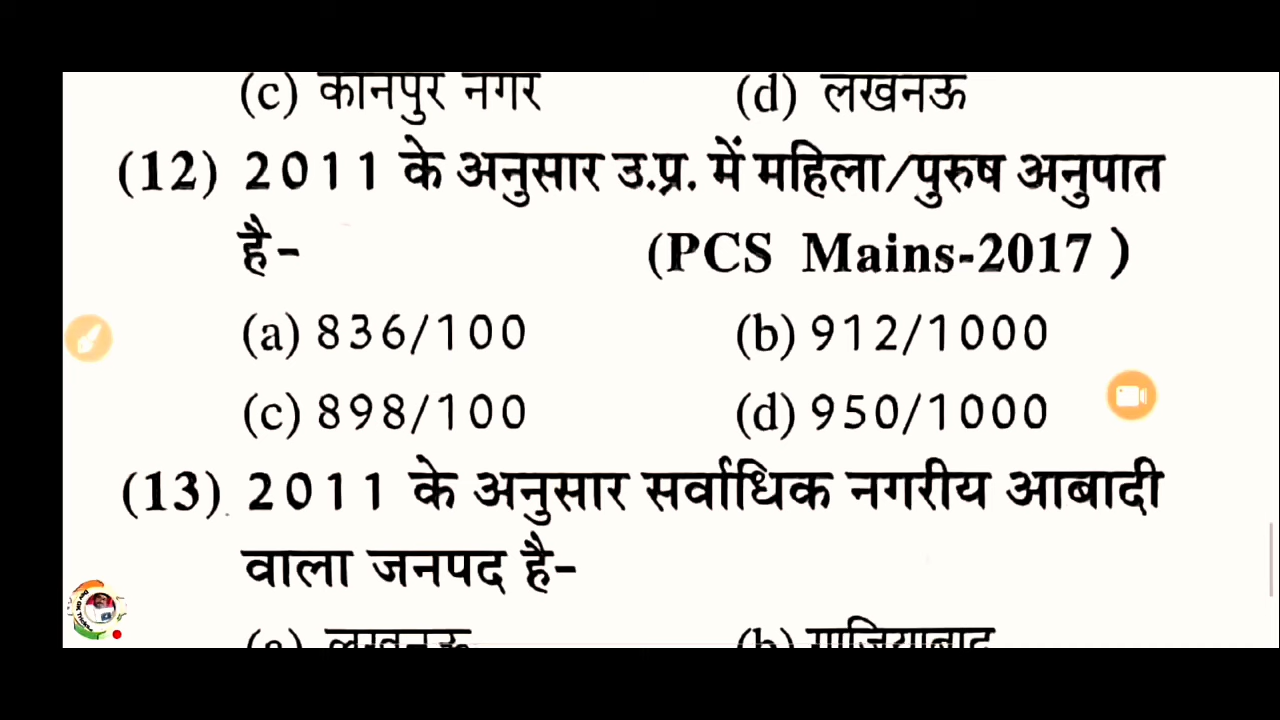 (c) कानपुर नगर (d) लखनऊ
(12) 2011 के अनुसार उ.प्र. में महिला/पुरुष अनुपात
है- (PCS Mains-2017 )
(a) 836/100 (b) 912/1000
(c) 898/100 (d) 950/1000
(13) 2011 के अनुसार सर्वाधिक नगरीय आबादी
वाला जनपद है-
(a) लखनऊ (b) गाजियाबाद